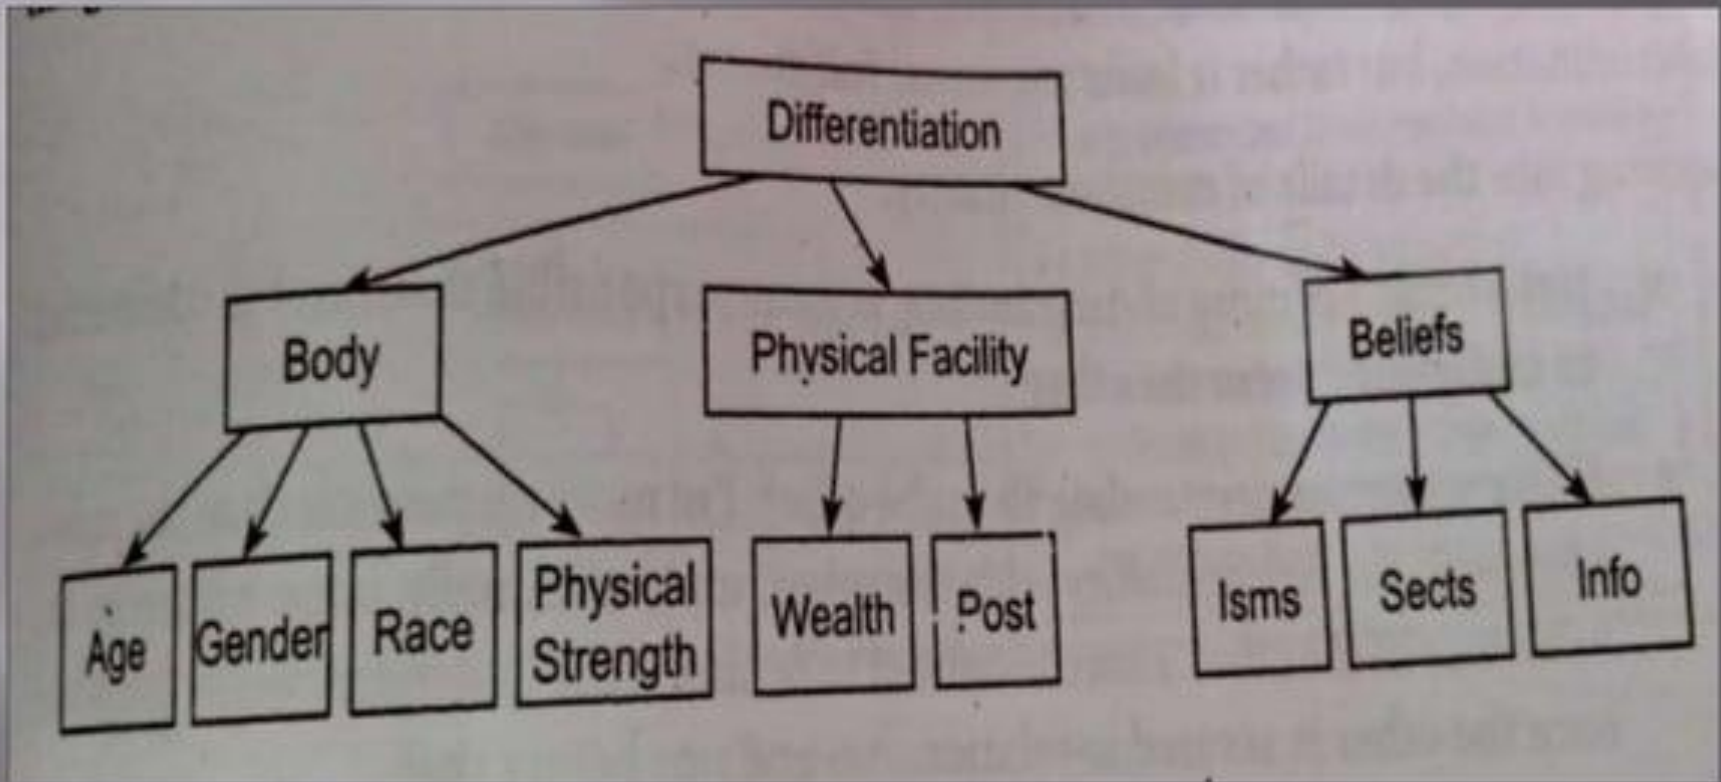 Differentiation
Body
Physical Facility
Beliefs
Age
Gender
Race
Physical
Strength
Wealth
Post
Isms
Sects
Info